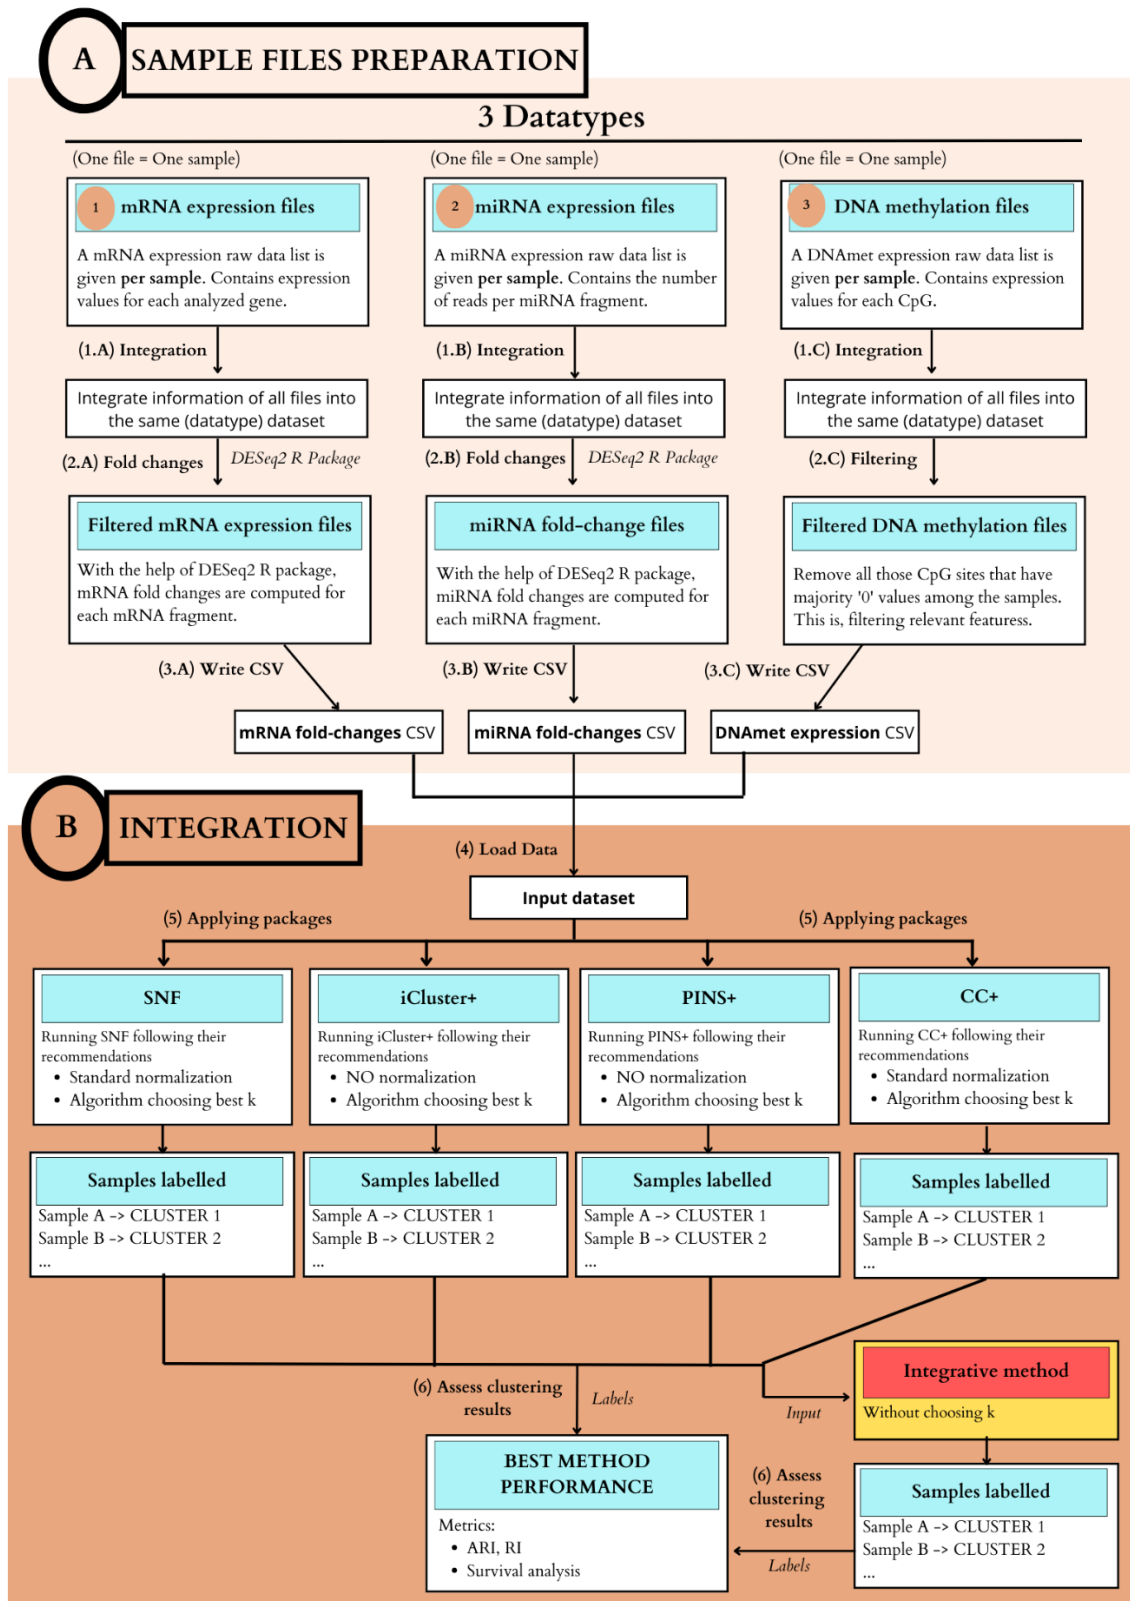 A
SAMPLE FILES PREPARATION
3 Datatypes
(One file = One sample)
1
mRNA expression files
A mRNA expression raw data list is
given per sample. Contains expression
values for each analyzed gene.
(1.A) Integration
Integrate information of all files into
the same (datatype) dataset
(2.A) Fold changes
DESeq2 R Package
Filtered mRNA expression files
With the help of DESeq2 R package,
mRNA fold changes are computed for
each mRNA fragment.
(3.A) Write CSV
mRNA fold-changes CSV
(One file = One sample)
2
miRNA expression files
A miRNA expression raw data list is
given per sample. Contains the number
of reads per miRNA fragment.
(1.B) Integration
Integrate information of all files into
the same (datatype) dataset
(2.B) Fold changes
DESeq2 R Package
miRNA fold-change files
With the help of DESeq2 R package,
miRNA fold changes are computed for
each miRNA fragment.
(3.B) Write CSV
miRNA fold-changes CSV
(One file = One sample)
3
DNA methylation files
A DNAmet expression raw data list is
given per sample. Contains expression
values for each CpG.
(1.C) Integration
Integrate information of all files into
the same (datatype) dataset
(2.C) Filtering
Filtered DNA methylation files
Remove all those CpG sites that have
majority '0' values among the samples.
This is, filtering relevant featuress.
(3.C) Write CSV
DNAmet expression CSV
B
INTEGRATION
(4) Load Data
Input dataset
(5) Applying packages
(5) Applying packages
SNF
Running SNF following their
recommendations
• Standard normalization
• Algorithm choosing best k
Samples labelled
Sample A -> CLUSTER 1
Sample B -> CLUSTER 2
...
iCluster+
Running iCluster+ following their
recommendations
• NO normalization
• Algorithm choosing best k
Samples labelled
Sample A -> CLUSTER 1
Sample B -> CLUSTER 2
...
PINS+
Running PINS+ following their
recommendations
• NO normalization
• Algorithm choosing best k
Samples labelled
Sample A -> CLUSTER 1
Sample B -> CLUSTER 2
...
CC+
Running CC+ following their
recommendations
• Standard normalization
• Algorithm choosing best k
Samples labelled
Sample A -> CLUSTER 1
Sample B -> CLUSTER 2
...
(6) Assess clustering
results
Labels
Input
Integrative method
Without choosing k
Samples labelled
Sample A -> CLUSTER 1
Sample B -> CLUSTER 2
...
(6) Assess
clustering
results
Labels
BEST METHOD
PERFORMANCE
Metrics:
• ARI, RI
• Survival analysis